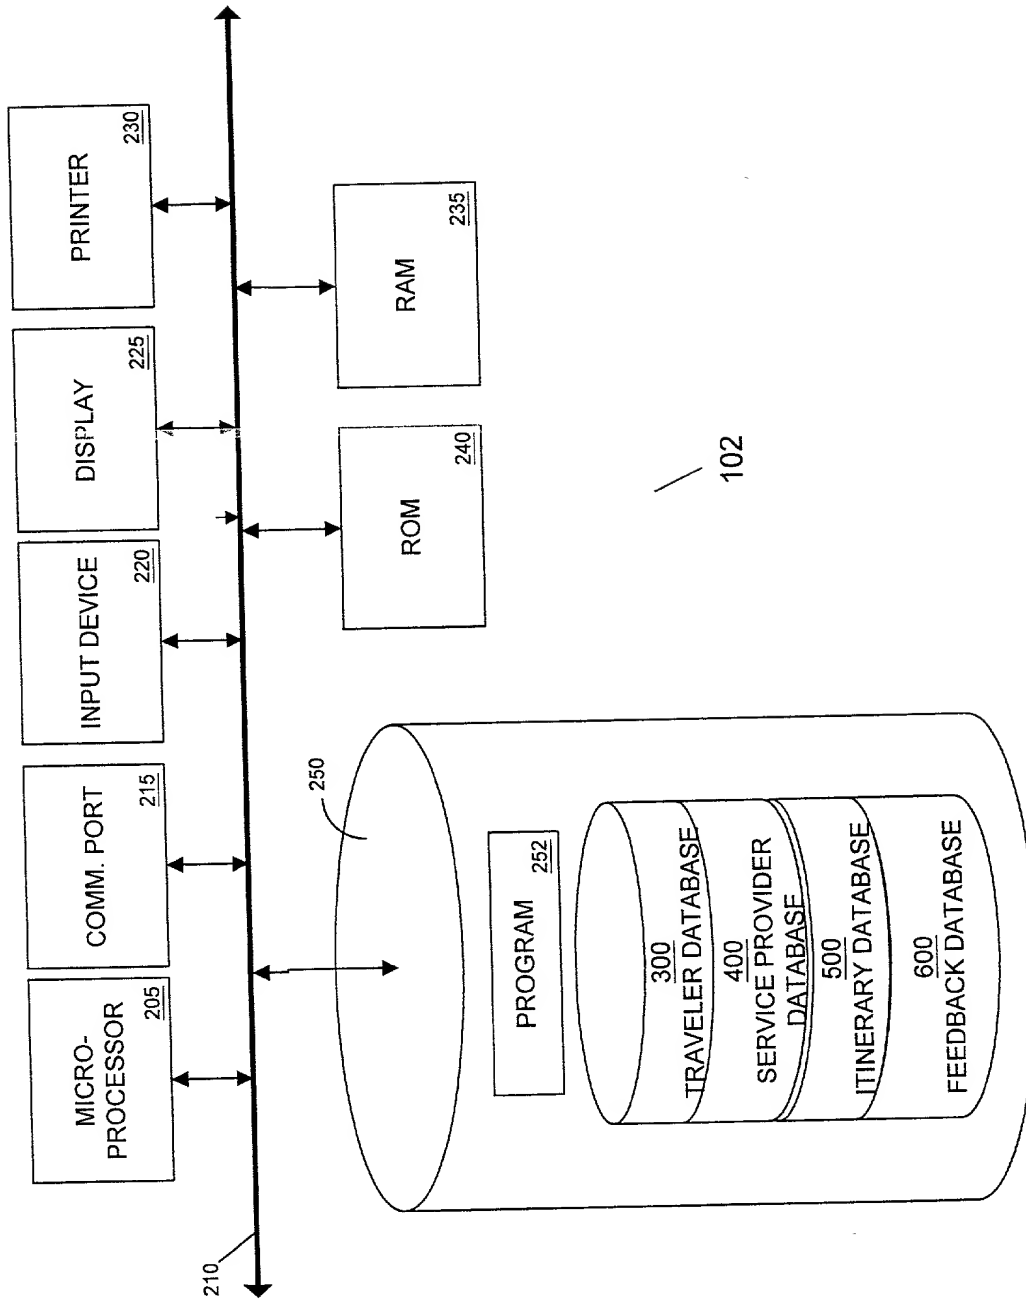 210
MICRO-
PROCESSOR
205
COMM. PORT
215
INPUT DEVICE
220
DISPLAY
225
PRINTER
230
250
ROM
240
RAM
235
PROGRAM
252
300
TRAVELER DATABASE
400
SERVICE PROVIDER
DATABASE
500
ITINERARY DATABASE
600
FEEDBACK DATABASE
102